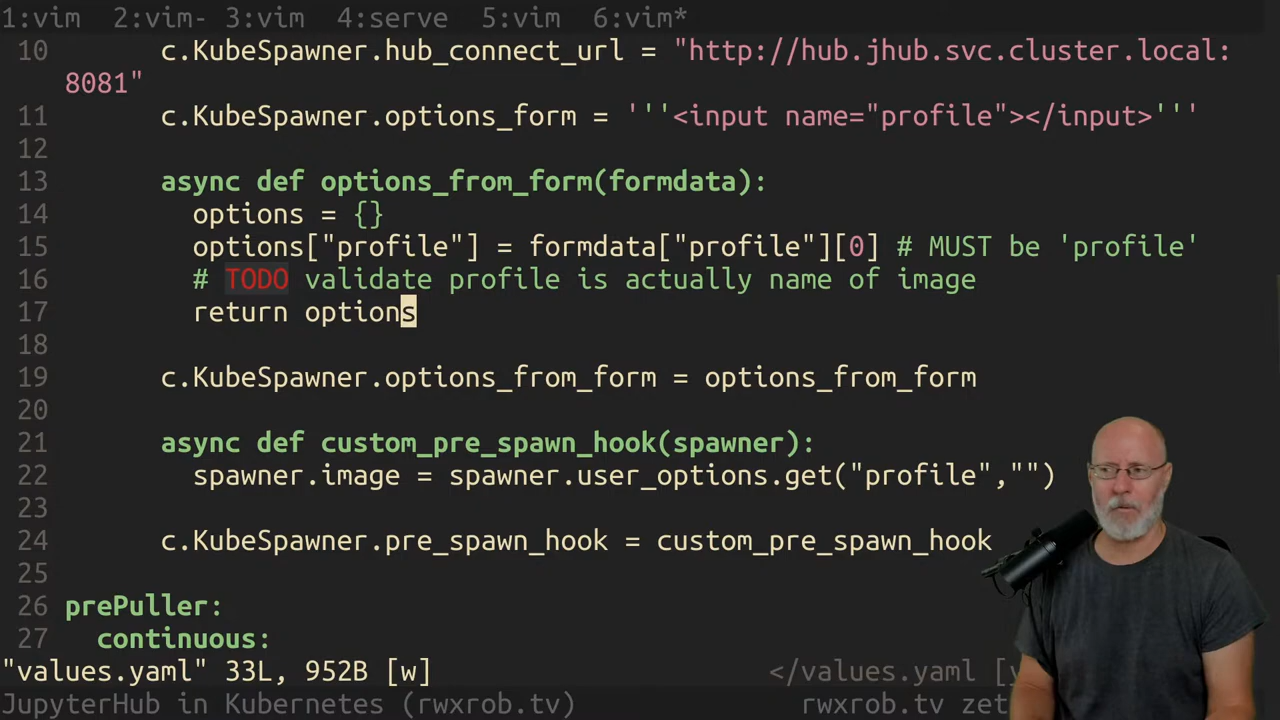 1:vim 2:vim- 3:vim 4:serve 5:vim 6:vim*
10 c.KubeSpawner.hub_connect_url = "http://hub.jhub.svc.cluster.local:
8081"
11 c.KubeSpawner.options_form = '''<input name="profile"></input>'''
12
13 async def options_from_form(formdata):
14 options = {}
15 options["profile"] = formdata["profile"][0] # MUST be 'profile'
16 # TODO validate profile is actually name of image
17 return options
18
19 c.KubeSpawner.options_from_form = options_from_form
20
21 async def custom_pre_spawn_hook(spawner):
22 spawner.image = spawner.user_options.get("profile","")
23
24 c.KubeSpawner.pre_spawn_hook = custom_pre_spawn_hook
25
26 prePuller:
27 continuous:
"values.yaml" 33L, 952B [w] </values.yaml
JupyterHub in Kubernetes (rwxrob.tv) rwxrob.tv